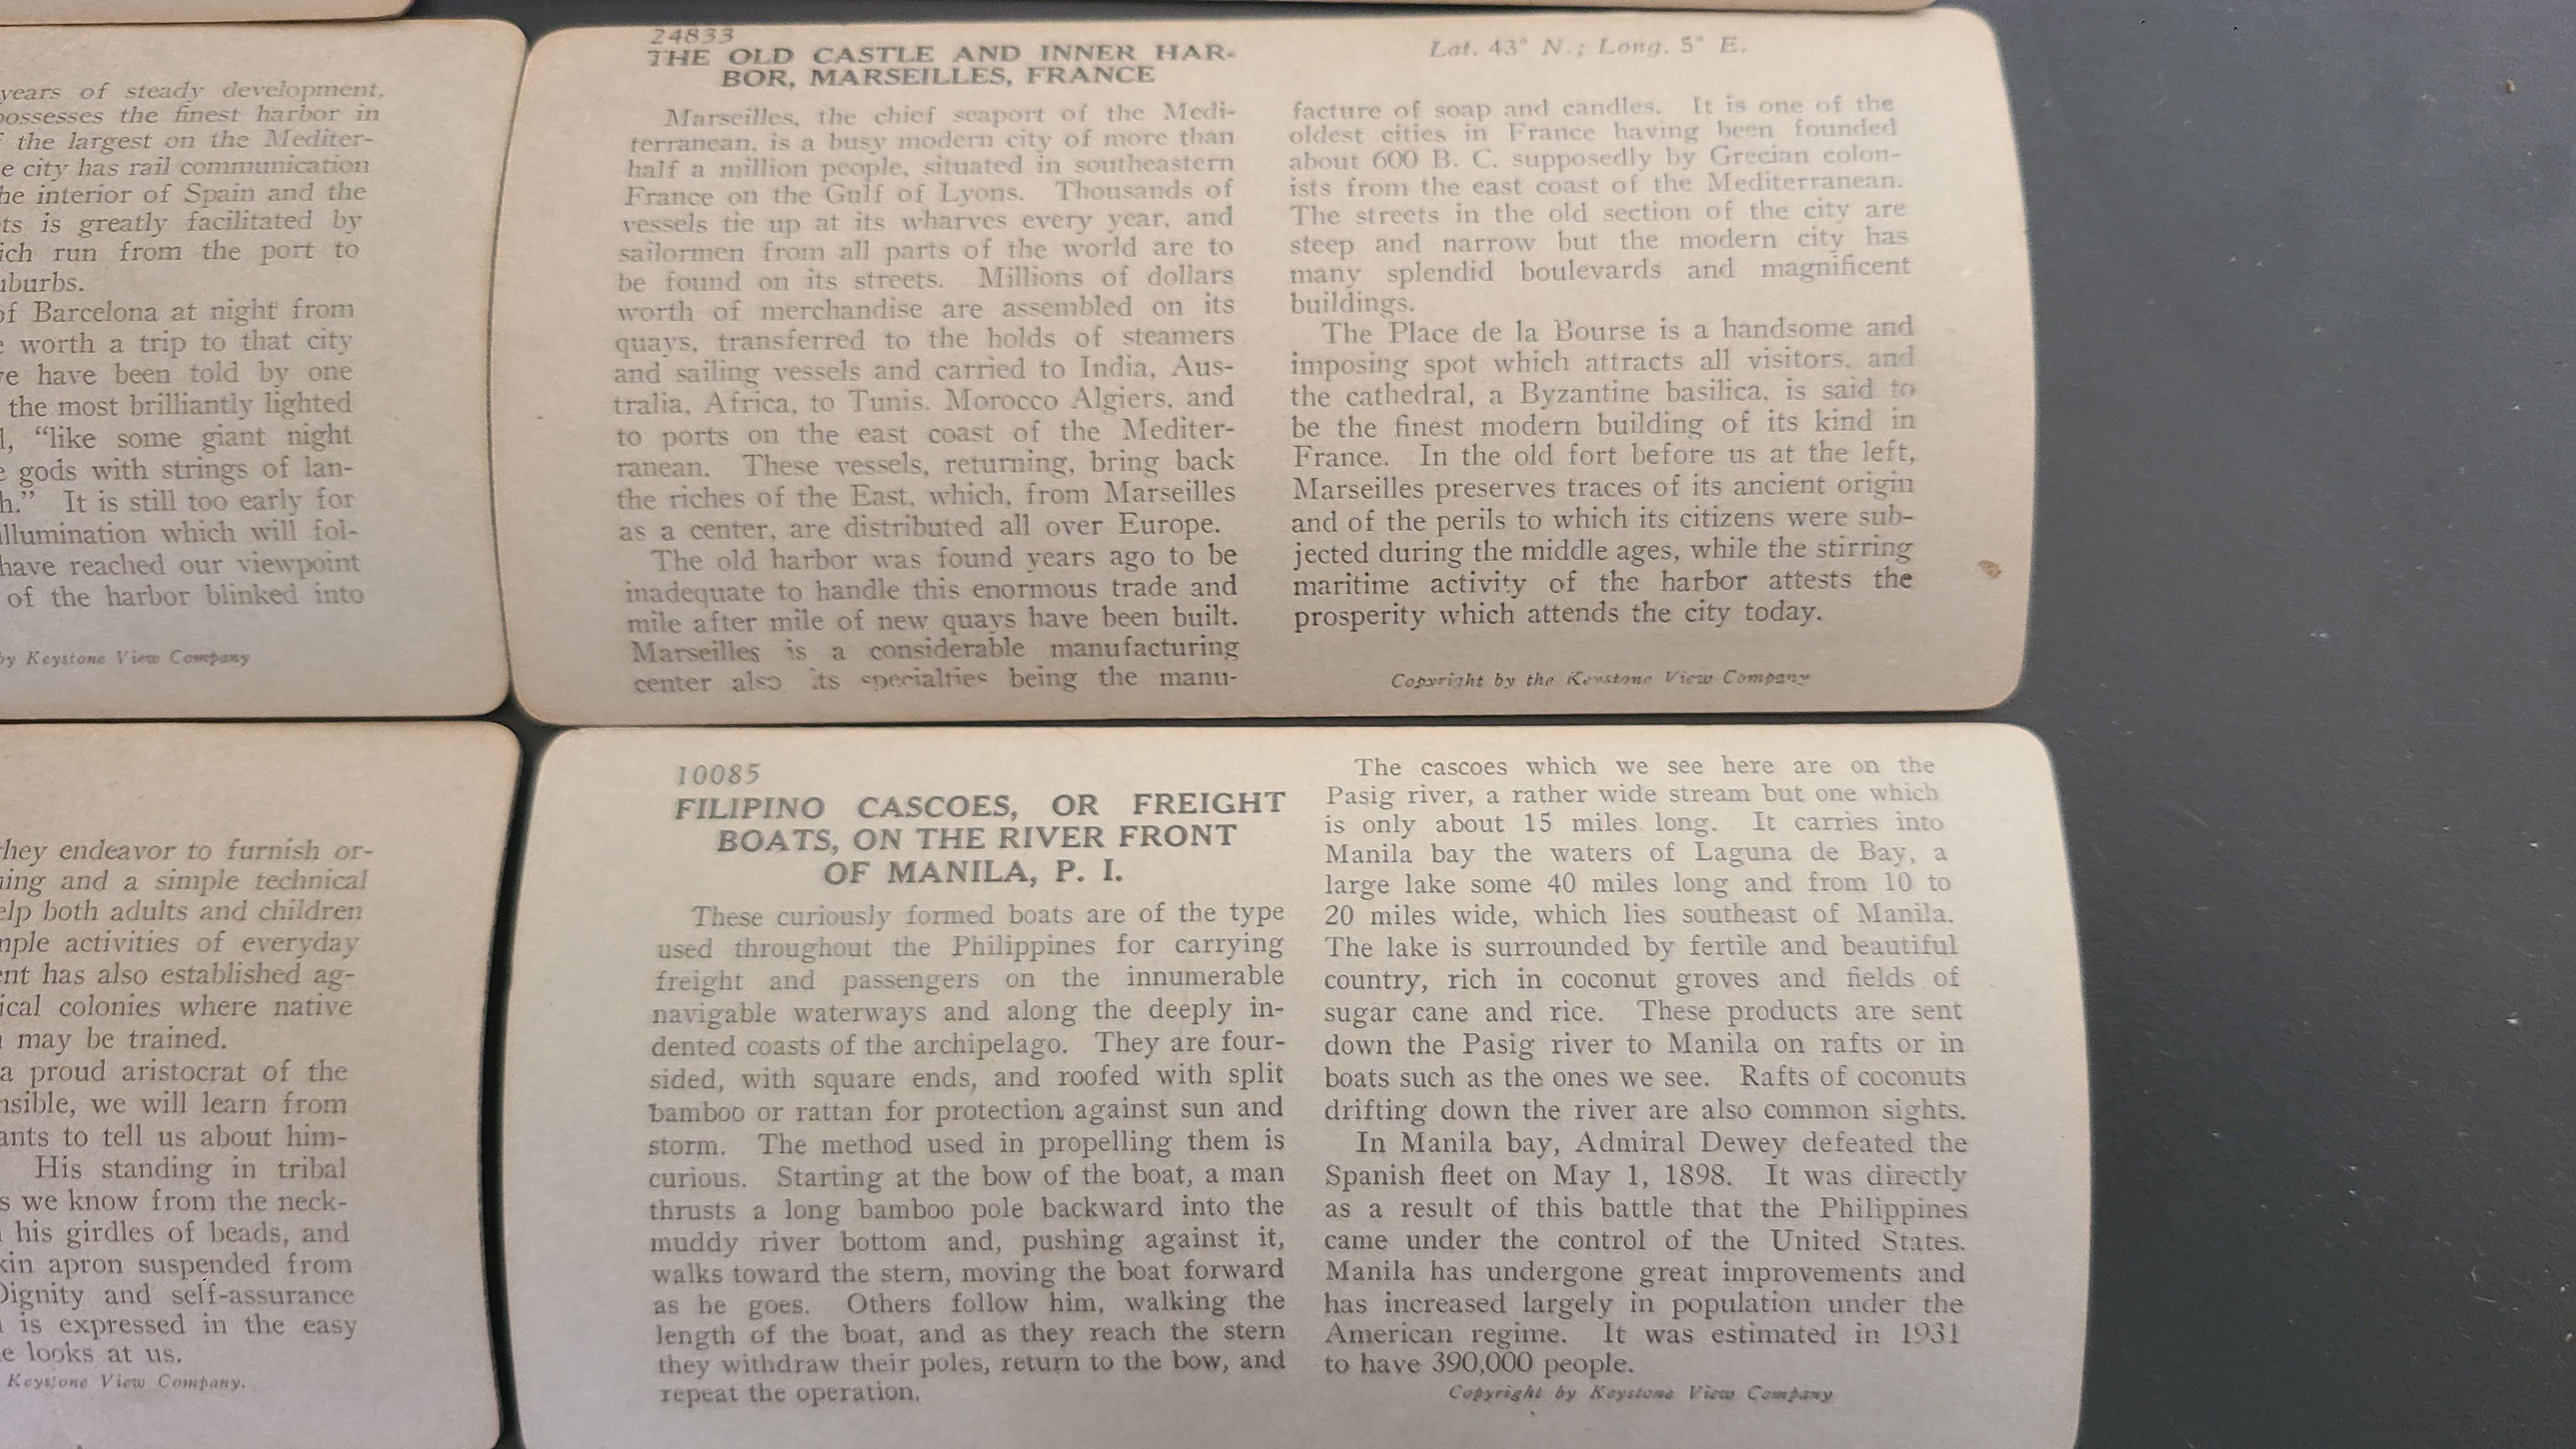 years of steady development,
possesses the finest harbor in
the largest on the Mediter-
city has rail communication
interior of Spain and the
is greatly facilitated by
run from the port to
of Barcelona at night from
worth a trip to that city
have been told by one
the most brilliantly lighted
“like some giant night
gods with strings of lan-
It is still too early for
illumination which will fol-
have reached our viewpoint
of the harbor blinked into
by Keystone View Company
24833
THE OLD CASTLE AND INNER HAR-
BOR, MARSEILLES, FRANCE
Marseilles, the chief seaport of the Medi-
terranean, is a busy modern city of more than
half a million people, situated in southeastern
France on the Gulf of Lyons. Thousands of
vessels tie up at its wharves every year, and
sailormen from all parts of the world are to
be found on its streets. Millions of dollars
worth of merchandise are assembled on its
quays, transferred to the holds of steamers
and sailing vessels and carried to India, Aus-
tralia, Africa, to Tunis. Morocco Algiers, and
to ports on the east coast of the Mediter-
ranean. These vessels, returning, bring back
the riches of the East, which, from Marseilles
as a center, are distributed all over Europe.
The old harbor was found years ago to be
inadequate to handle this enormous trade and
mile after mile of new quays have been built.
Marseilles is a considerable manufacturing
center also its specialties being the manu-
Lat. 43° N.; Long. 5° E.
facture of soap and candles. It is one of the
oldest cities in France having been founded
about 600 B. C. supposedly by Grecian colon-
ists from the east coast of the Mediterranean.
The streets in the old section of the city are
steep and narrow but the modern city has
many splendid boulevards and magnificent
buildings.
The Place de la Bourse is a handsome and
imposing spot which attracts all visitors, and
the cathedral, a Byzantine basilica, is said to
be the finest modern building of its kind in
France. In the old fort before us at the left,
Marseilles preserves traces of its ancient origin
and of the perils to which its citizens were sub-
jected during the middle ages, while the stirring
maritime activity of the harbor attests the
prosperity which attends the city today.
Copyright by the Keystone View Company
they endeavor to furnish or-
and a simple technical
both adults and children
activities of everyday
has also established ag-
colonies where native
may be trained.
a proud aristocrat of the
we will learn from
to tell us about him-
His standing in tribal
we know from the neck-
his girdles of beads, and
apron suspended from
Dignity and self-assurance
is expressed in the easy
looks at us.
Keystone View Company.
10085
FILIPINO CASCOES, OR FREIGHT
BOATS, ON THE RIVER FRONT
OF MANILA, P. I.
These curiously formed boats are of the type
used throughout the Philippines for carrying
freight and passengers on the innumerable
navigable waterways and along the deeply in-
dented coasts of the archipelago. They are four-
sided, with square ends, and roofed with split
bamboo or rattan for protection against sun and
storm. The method used in propelling them is
curious. Starting at the bow of the boat, a man
thrusts a long bamboo pole backward into the
muddy river bottom and, pushing against it,
walks toward the stern, moving the boat forward
as he goes. Others follow him, walking the
length of the boat, and as they reach the stern
they withdraw their poles, return to the bow, and
repeat the operation.
The cascoes which we see here are on the
Pasig river, a rather wide stream but one which
is only about 15 miles long. It carries into
Manila bay the waters of Laguna de Bay, a
large lake some 40 miles long and from 10 to
20 miles wide, which lies southeast of Manila.
The lake is surrounded by fertile and beautiful
country, rich in coconut groves and fields of
sugar cane and rice. These products are sent
down the Pasig river to Manila on rafts or in
boats such as the ones we see. Rafts of coconuts
drifting down the river are also common sights.
In Manila bay, Admiral Dewey defeated the
Spanish fleet on May 1, 1898. It was directly
as a result of this battle that the Philippines
came under the control of the United States.
Manila has undergone great improvements and
has increased largely in population under the
American regime. It was estimated in 1931
to have 390,000 people.
Copyright by Keystone View Company